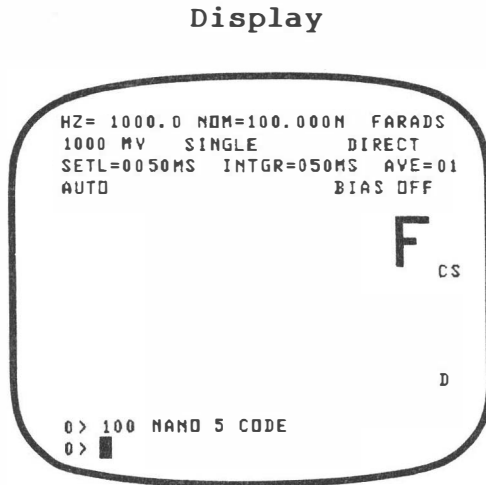 Display
HZ= 1000.0 NOM=100.000N FARADS
1000 MV SINGLE DIRECT
SETL=0050MS INTGR=050MS AVE=01
AUTO BIAS OFF
F
CS
D
0> 100 NANO 5 CODE
0>